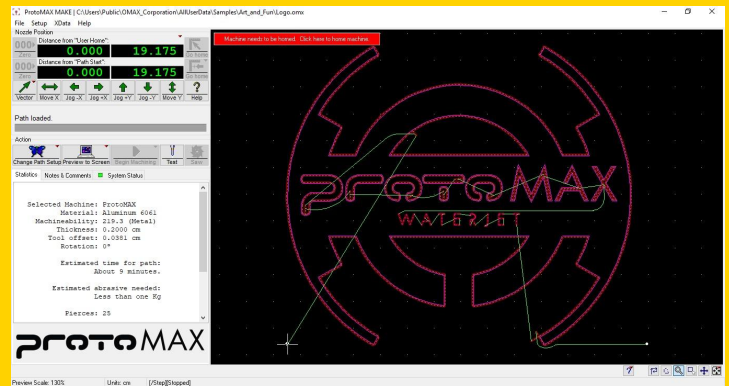 ProtoMAX MAKE | C:\Users\Public\OMAX_Corporation\AllUserData\Samples\Art_and_Fun\Logo.omx
File Setup XData Help
Nozzle Position
Distance from "User Home":
000 0.000 19.175
Zero Go home
Distance from "Path Start":
000 0.000 19.175
Zero Go home
Vector Move X Jog -X Jog +X Jog +Y Jog -Y Move Y Help
Machine needs to be homed. Click here to home machine.
Path loaded.
Action
Change Path Setup Preview to Screen Begin Machining Test Save
Statistics Notes & Comments System Status
Selected Machine: ProtoMAX
Material: Aluminum 6061
Machineability: 219.3 (Metal)
Thickness: 0.2000 cm
Tool offset: 0.0381 cm
Rotation: 0°
Estimated time for path:
About 9 minutes.
Estimated abrasive needed:
Less than one Kg
Pierces: 25
ProtoMAX
ProtoMAX
WATERJET
Preview Scale: 130% Units: cm [/Step][Stopped]